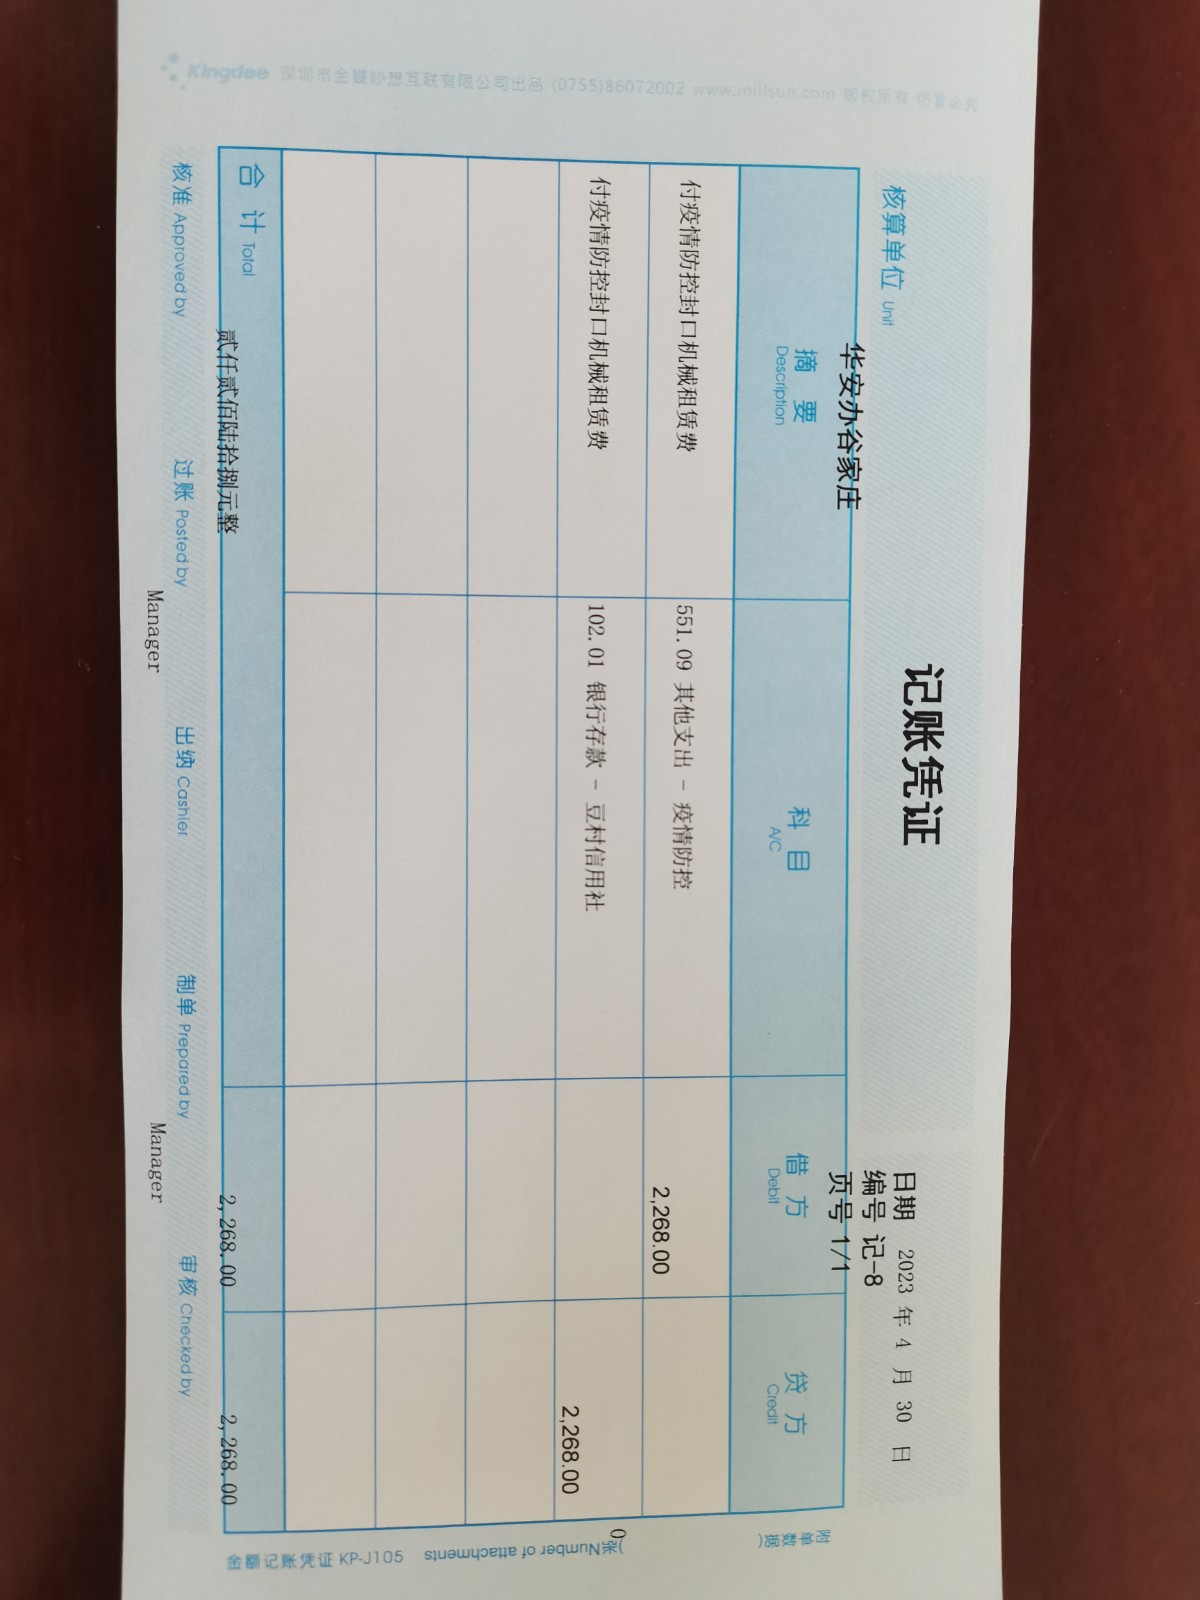 记账凭证
日期 2023 年 4 月 30 日
编号 记-8
页号 1/1
核算单位 Unit 华安办谷家庄
摘 要 Description 科 目 A/C 借 方 Debit 贷 方 Credit
付疫情防控封口机械租赁费 551.09 其他支出 - 疫情防控 2,268.00
付疫情防控封口机械租赁费 102.01 银行存款 - 豆村信用社 2,268.00
合 计 Total 贰仟贰佰陆拾捌元整 2,268.00 2,268.00
核准 Approved by 过账 Posted by Manager 出纳 Cashier 制单 Prepared by Manager 审核 Checked by
附单数据( 0 张)Number of attachments
金额记账凭证 KP-J105
Kingdee 深圳市金蝶妙想互联有限公司出品 (0755)86072002 www.millsun.com 版权所有 仿冒必究